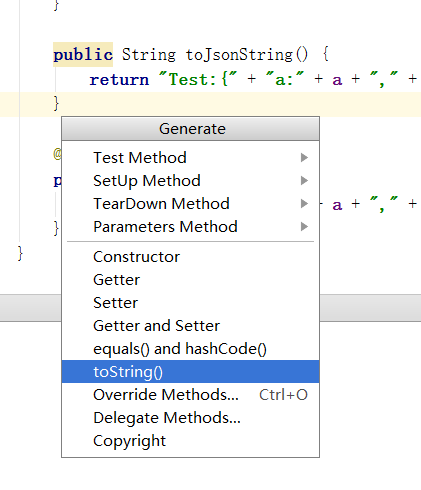 }
public String toJsonString() {
return "Test:{" + "a:" + a + "," +
}
Generate
@
Test Method
p
SetUp Method
TearDown Method
a + "," +
Parameters Method
}
}
Constructor
Getter
Setter
Getter and Setter
equals() and hashCode()
toString()
Override Methods... Ctrl+O
Delegate Methods...
Copyright